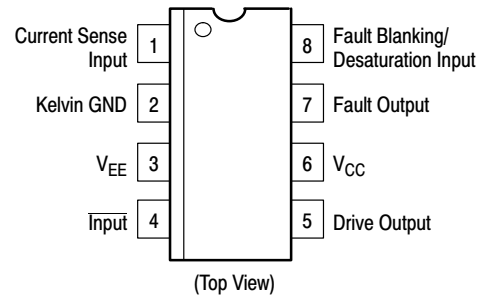 Current Sense
Input
1
8
Fault Blanking/
Desaturation Input
Kelvin GND
2
7
Fault Output
VEE
3
6
VCC
Input
4
5
Drive Output
(Top View)